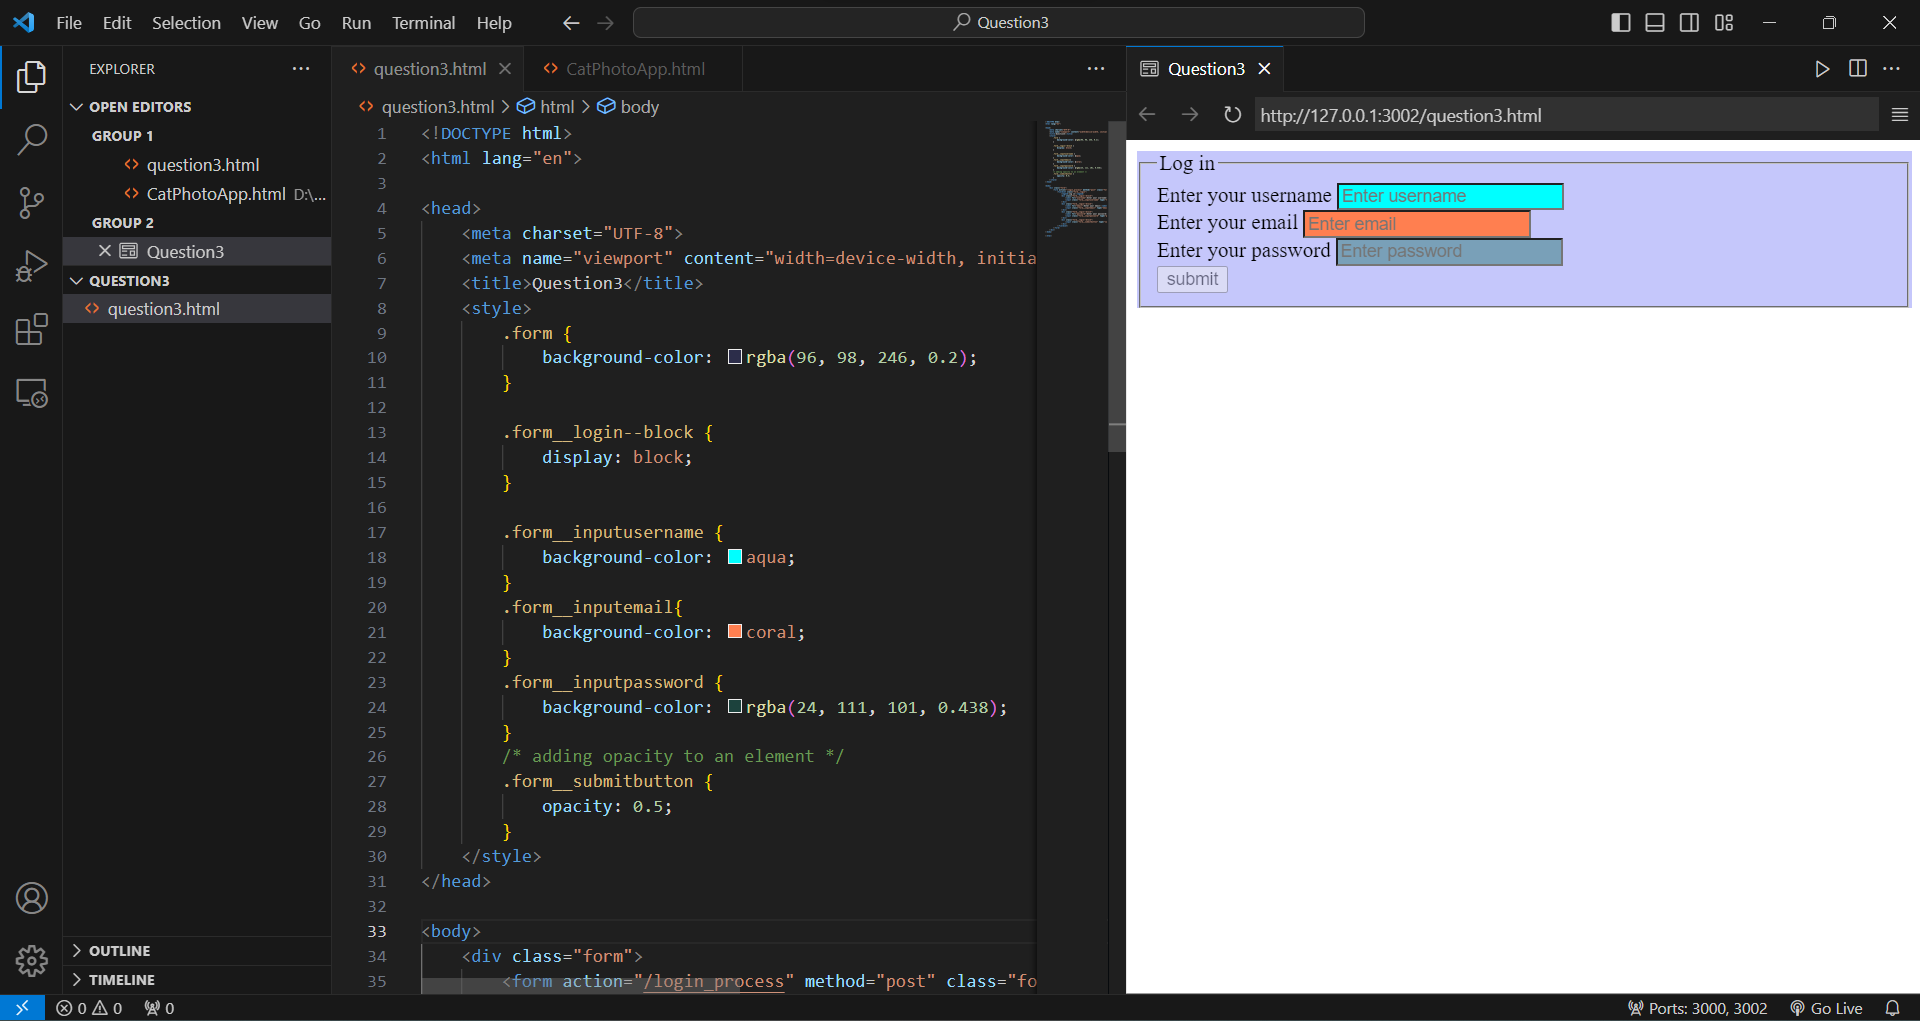 File Edit Selection View Go Run Terminal Help
Question3
EXPLORER
OPEN EDITORS
GROUP 1
question3.html
CatPhotoApp.html D:\...
GROUP 2
Question3
QUESTION3
question3.html
OUTLINE
TIMELINE
question3.html CatPhotoApp.html
question3.html > html > body
1 <!DOCTYPE html>
2 <html lang="en">
3
4 <head>
5 <meta charset="UTF-8">
6 <meta name="viewport" content="width=device-width, initia
7 <title>Question3</title>
8 <style>
9 .form {
10 background-color: rgba(96, 98, 246, 0.2);
11 }
12
13 .form__login--block {
14 display: block;
15 }
16
17 .form__inputusername {
18 background-color: aqua;
19 }
20 .form__inputemail{
21 background-color: coral;
22 }
23 .form__inputpassword {
24 background-color: rgba(24, 111, 101, 0.438);
25 }
26 /* adding opacity to an element */
27 .form__submitbutton {
28 opacity: 0.5;
29 }
30 </style>
31 </head>
32
33 <body>
34 <div class="form">
35 <form action="/login_process" method="post" class="fo
Question3
http://127.0.0.1:3002/question3.html
Log in
Enter your username Enter username
Enter your email Enter email
Enter your password Enter password
submit
0 0 0
Ports: 3000, 3002 Go Live